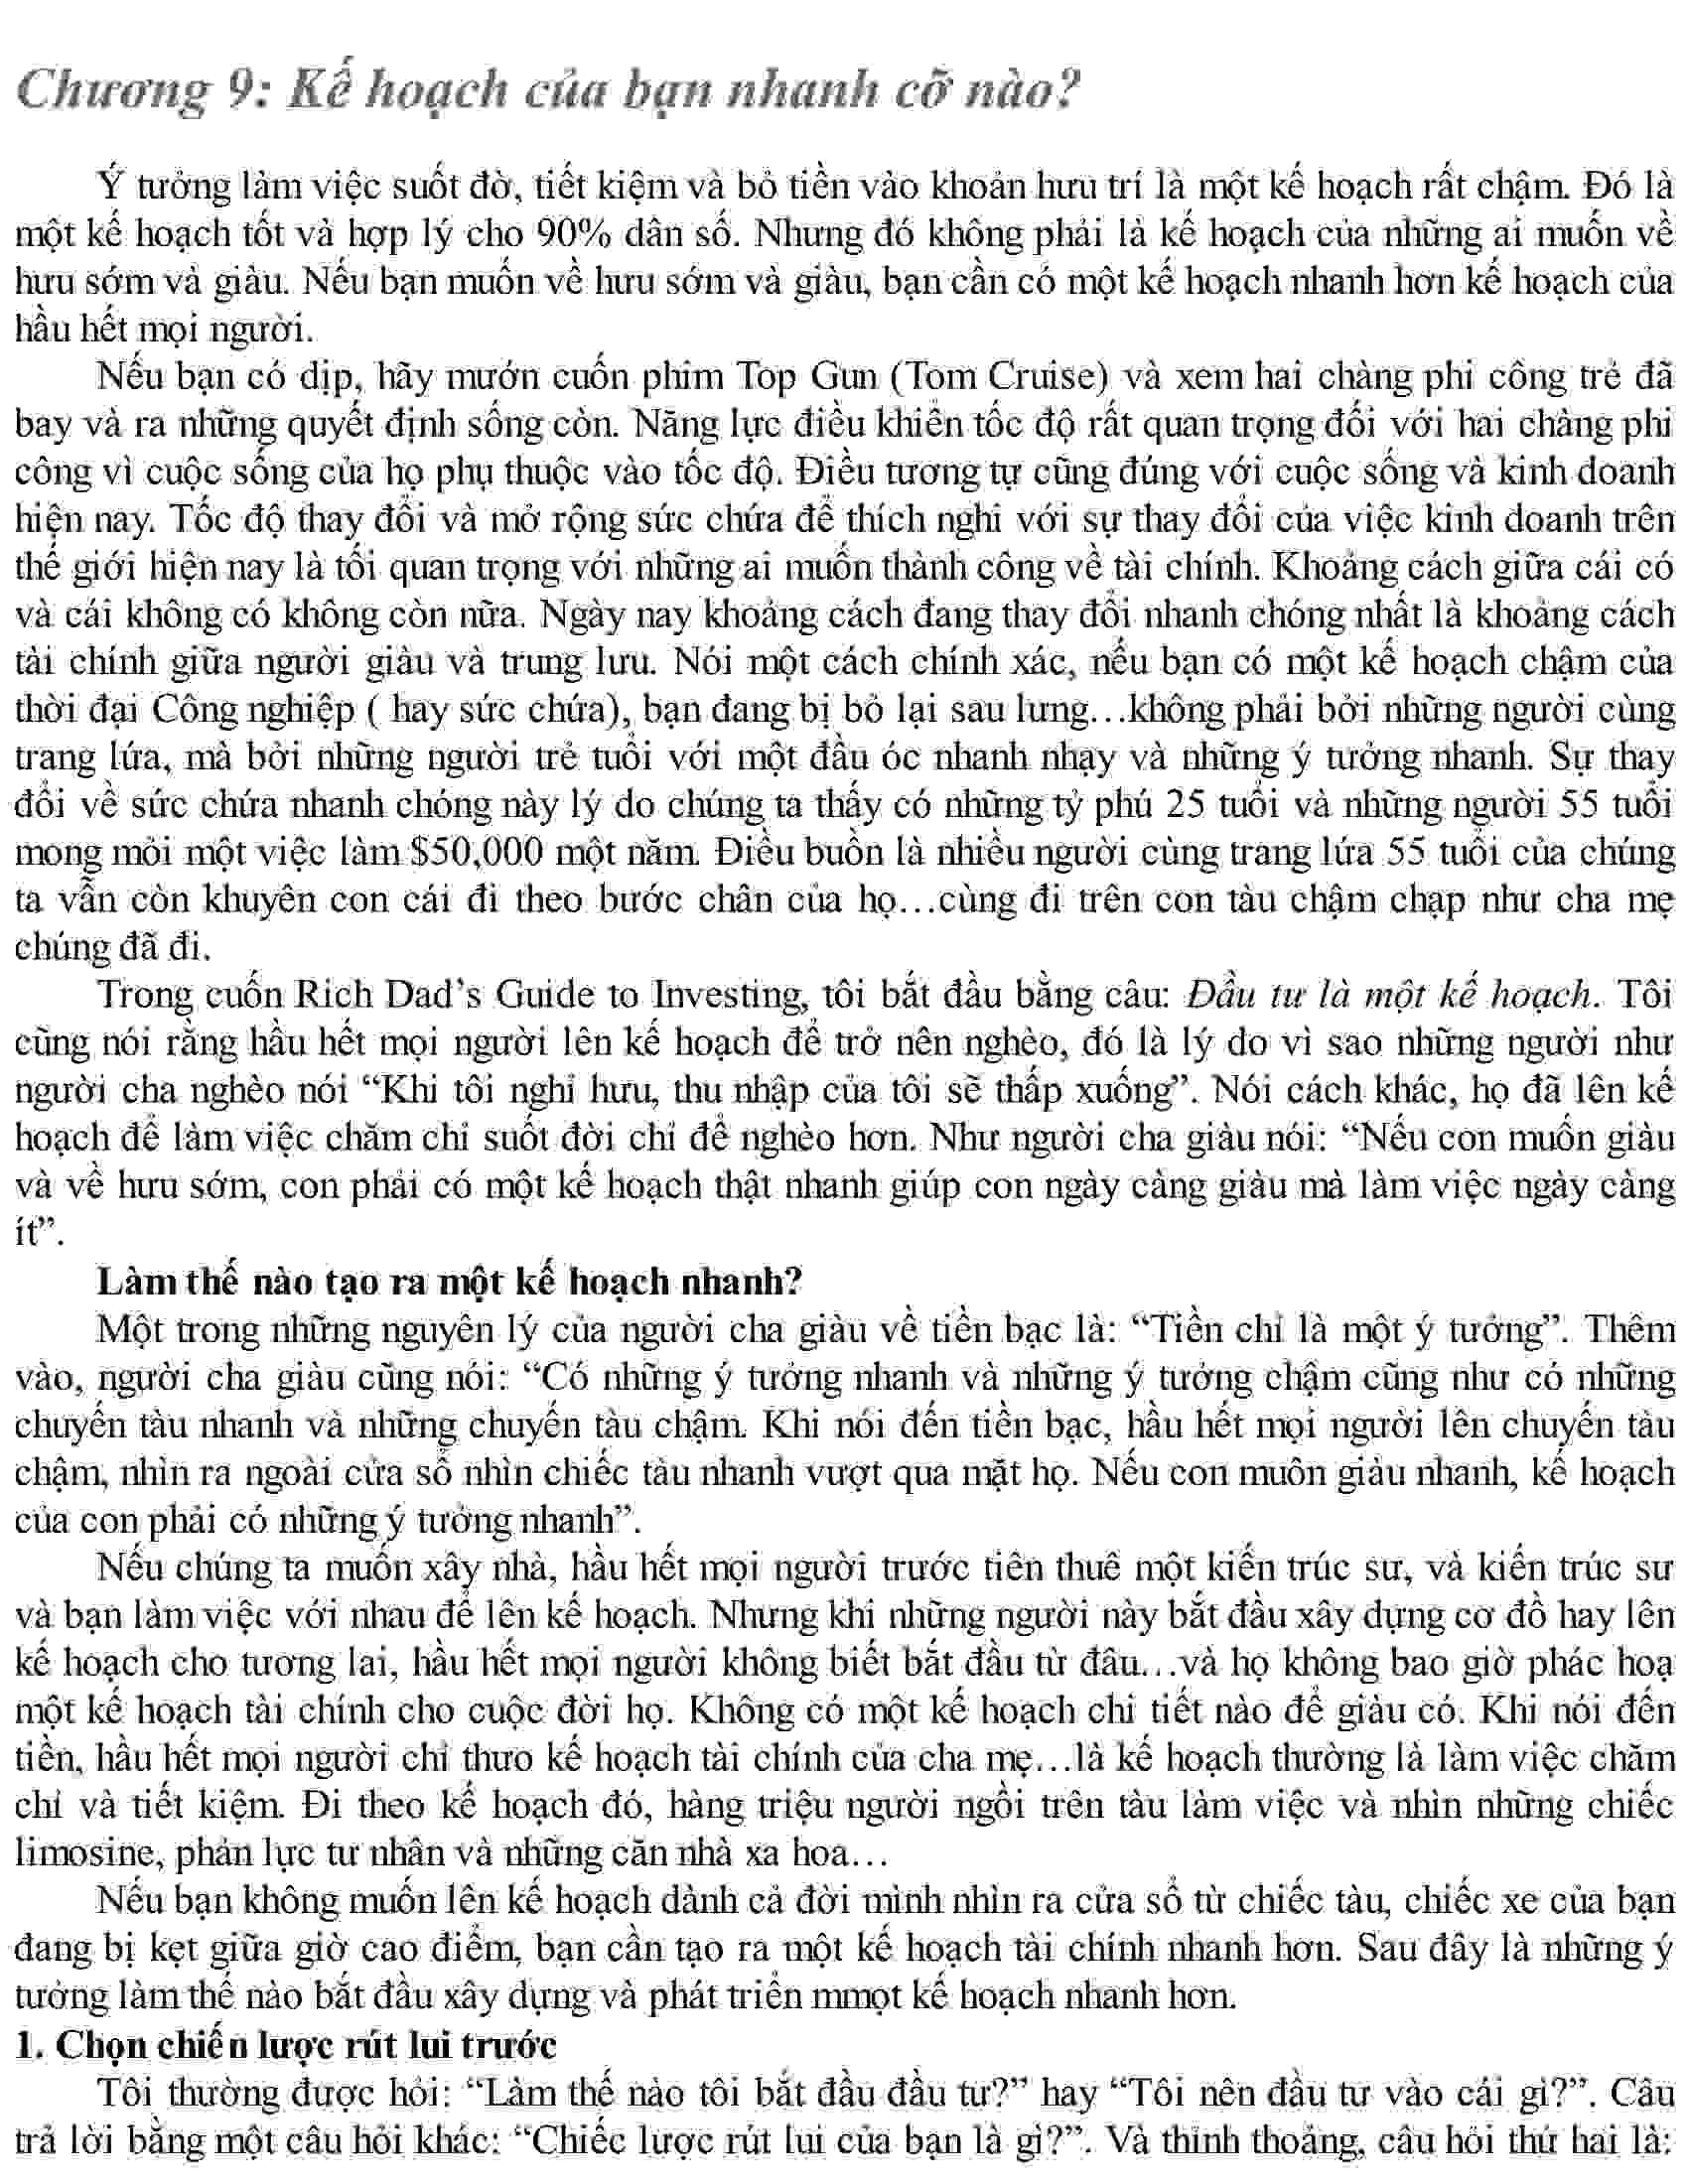 Chương 9: Kế hoạch của bạn nhanh cỡ nào?
Ý tưởng làm việc suốt đờ, tiết kiệm và bỏ tiền vào khoản hưu trí là một kế hoạch rất chậm. Đó là
một kế hoạch tốt và hợp lý cho 90% dân số. Nhưng đó không phải là kế hoạch của những ai muốn về
hưu sớm và giàu. Nếu bạn muốn về hưu sớm và giàu, bạn cần có một kế hoạch nhanh hơn kế hoạch của
hầu hết mọi người.
Nếu bạn có dịp, hãy mướn cuốn phim Top Gun (Tom Cruise) và xem hai chàng phi công trẻ đã
bay và ra những quyết định sống còn. Năng lực điều khiển tốc độ rất quan trọng đối với hai chàng phi
công vì cuộc sống của họ phụ thuộc vào tốc độ. Điều tương tự cũng đúng với cuộc sống và kinh doanh
hiện nay. Tốc độ thay đổi và mở rộng sức chứa để thích nghi với sự thay đổi của việc kinh doanh trên
thế giới hiện nay là tối quan trọng với những ai muốn thành công về tài chính. Khoảng cách giữa cái có
và cái không có không còn nữa. Ngày nay khoảng cách đang thay đổi nhanh chóng nhất là khoảng cách
tài chính giữa người giàu và trung lưu. Nói một cách chính xác, nếu bạn có một kế hoạch chậm của
thời đại Công nghiệp ( hay sức chứa), bạn đang bị bỏ lại sau lưng…không phải bởi những người cùng
trang lứa, mà bởi những người trẻ tuổi với một đầu óc nhanh nhạy và những ý tưởng nhanh. Sự thay
đổi về sức chứa nhanh chóng này lý do chúng ta thấy có những tỷ phú 25 tuổi và những người 55 tuổi
mong mỏi một việc làm $50,000 một năm. Điều buồn là nhiều người cùng trang lứa 55 tuổi của chúng
ta vẫn còn khuyên con cái đi theo bước chân của họ…cùng đi trên con tàu chậm chạp như cha mẹ
chúng đã đi.
Trong cuốn Rich Dad's Guide to Investing, tôi bắt đầu bằng câu: Đầu tư là một kế hoạch. Tôi
cũng nói rằng hầu hết mọi người lên kế hoạch để trở nên nghèo, đó là lý do vì sao những người như
người cha nghèo nói “Khi tôi nghỉ hưu, thu nhập của tôi sẽ thấp xuống”. Nói cách khác, họ đã lên kế
hoạch để làm việc chăm chỉ suốt đời chỉ để nghèo hơn. Như người cha giàu nói: “Nếu con muốn giàu
và về hưu sớm, con phải có một kế hoạch thật nhanh giúp con ngày càng giàu mà làm việc ngày càng
ít”.
Làm thế nào tạo ra một kế hoạch nhanh?
Một trong những nguyên lý của người cha giàu về tiền bạc là: “Tiền chỉ là một ý tưởng”. Thêm
vào, người cha giàu cũng nói: “Có những ý tưởng nhanh và những ý tưởng chậm cũng như có những
chuyến tàu nhanh và những chuyến tàu chậm. Khi nói đến tiền bạc, hầu hết mọi người lên chuyến tàu
chậm, nhìn ra ngoài cửa sổ nhìn chiếc tàu nhanh vượt qua mặt họ. Nếu con muôn giàu nhanh, kế hoạch
của con phải có những ý tưởng nhanh”.
Nếu chúng ta muốn xây nhà, hầu hết mọi người trước tiên thuê một kiến trúc sư, và kiến trúc sư
và bạn làm việc với nhau để lên kế hoạch. Nhưng khi những người này bắt đầu xây dựng cơ đồ hay lên
kế hoạch cho tương lai, hầu hết mọi người không biết bắt đầu từ đâu…và họ không bao giờ phác hoạ
một kế hoạch tài chính cho cuộc đời họ. Không có một kế hoạch chi tiết nào để giàu có. Khi nói đến
tiền, hầu hết mọi người chỉ thưo kế hoạch tài chính của cha mẹ…là kế hoạch thường là làm việc chăm
chỉ và tiết kiệm. Đi theo kế hoạch đó, hàng triệu người ngồi trên tàu làm việc và nhìn những chiếc
limosine, phản lực tư nhân và những căn nhà xa hoa…
Nếu bạn không muốn lên kế hoạch dành cả đời mình nhìn ra cửa sổ từ chiếc tàu, chiếc xe của bạn
đang bị kẹt giữa giờ cao điểm, bạn cần tạo ra một kế hoạch tài chính nhanh hơn. Sau đây là những ý
tưởng làm thế nào bắt đầu xây dựng và phát triển mmọt kế hoạch nhanh hơn.
1. Chọn chiến lược rút lui trước
Tôi thường được hỏi: “Làm thế nào tôi bắt đầu đầu tư?” hay “Tôi nên đầu tư vào cái gì?”. Câu
trả lời bằng một câu hỏi khác: “Chiếc lược rút lui của bạn là gì?”. Và thỉnh thoảng, câu hỏi thứ hai là: